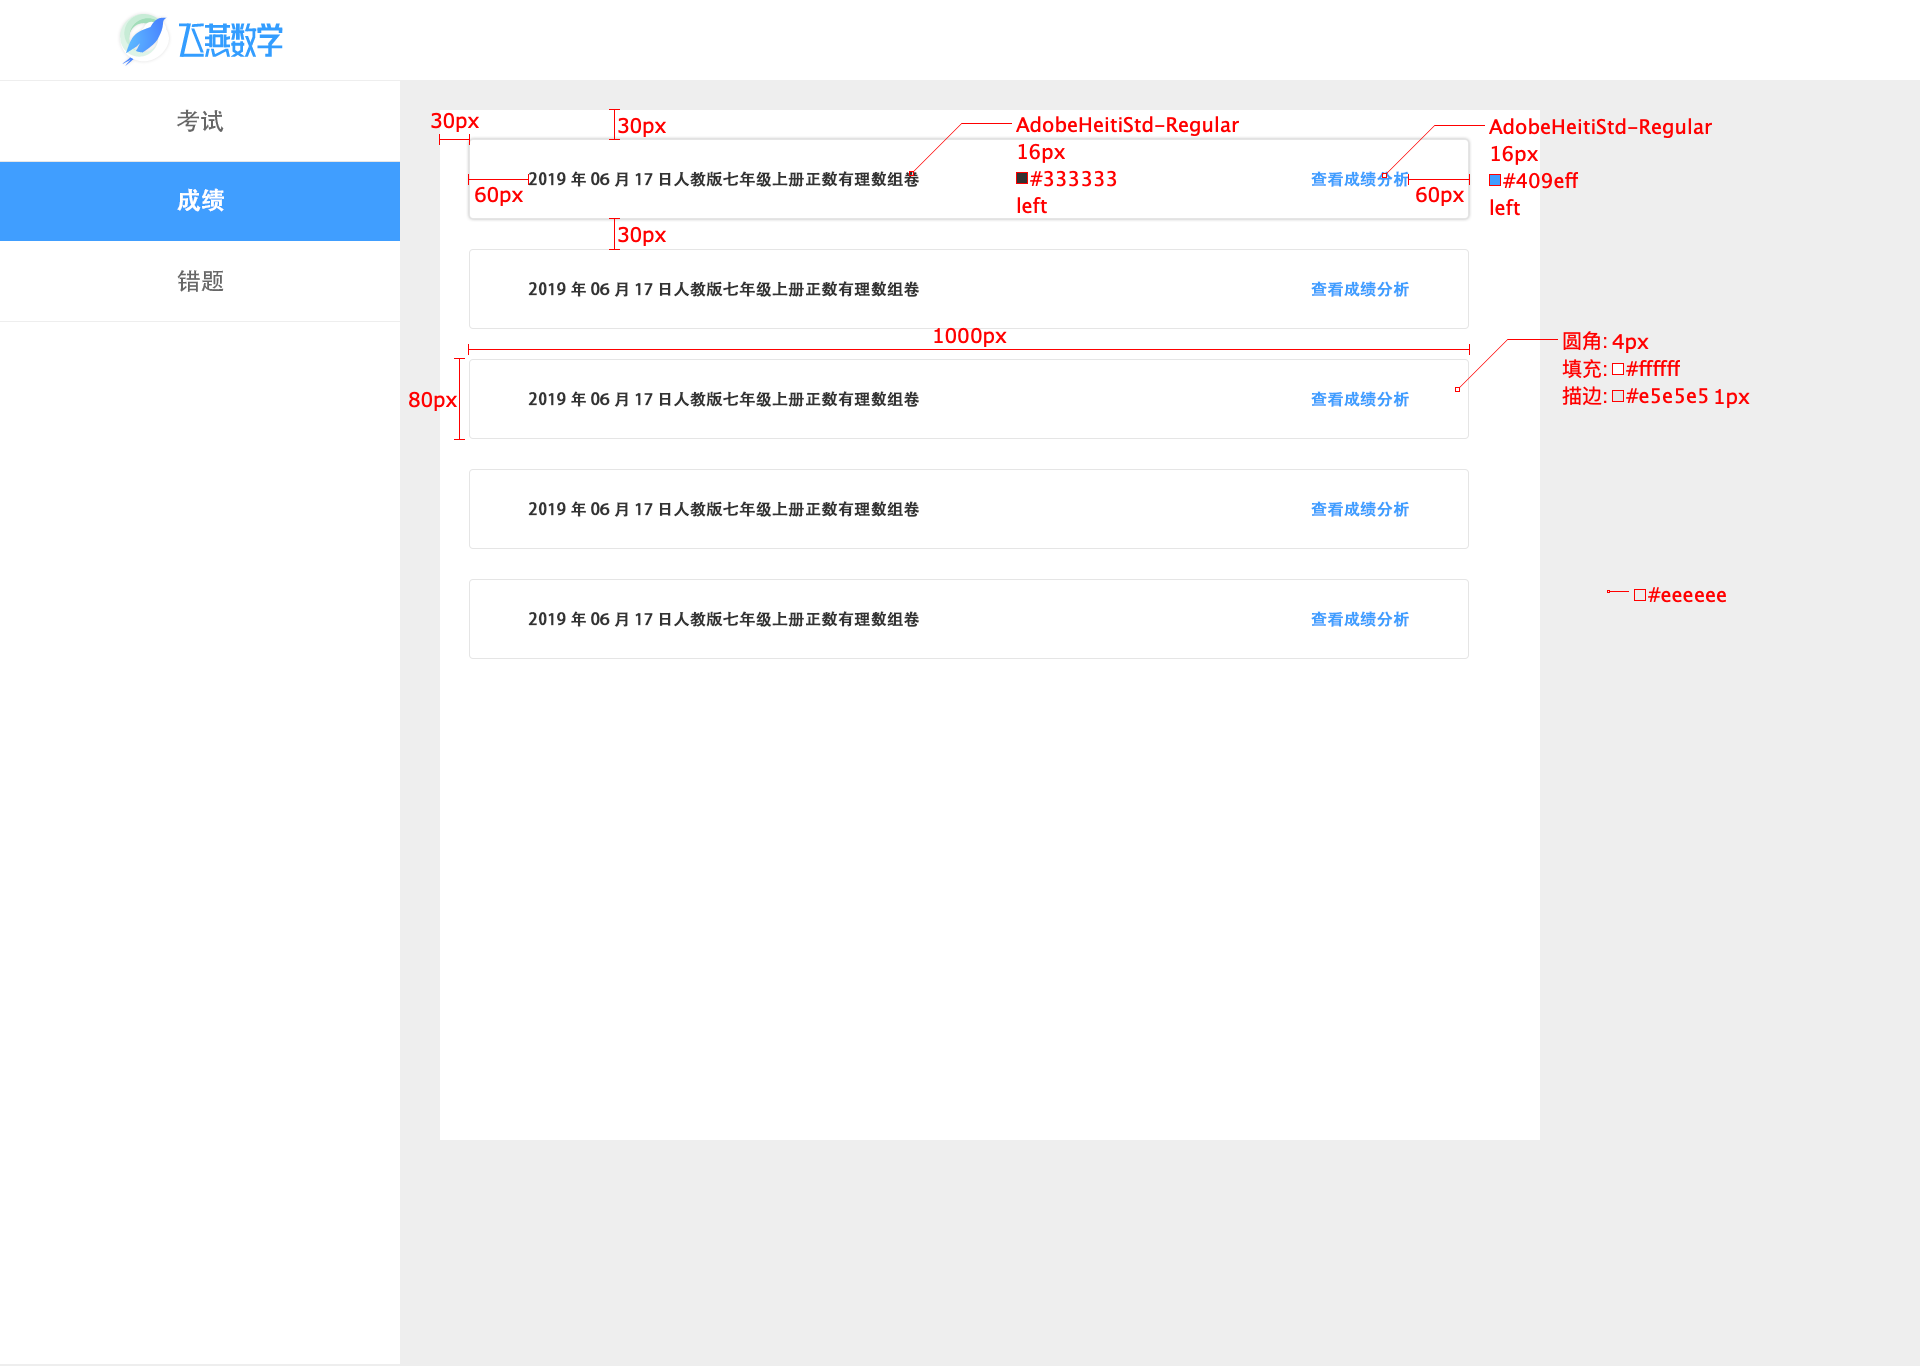 飞燕数学
考试
成绩
错题
30px
30px
AdobeHeitiStd-Regular
16px
#333333
left
AdobeHeitiStd-Regular
16px
#409eff
left
2019 年 06 月 17 日人教版七年级上册正数有理数组卷
查看成绩分析
60px
60px
30px
2019 年 06 月 17 日人教版七年级上册正数有理数组卷
查看成绩分析
1000px
80px
2019 年 06 月 17 日人教版七年级上册正数有理数组卷
查看成绩分析
圆角: 4px
填充: #ffffff
描边: #e5e5e5 1px
2019 年 06 月 17 日人教版七年级上册正数有理数组卷
查看成绩分析
#eeeeee
2019 年 06 月 17 日人教版七年级上册正数有理数组卷
查看成绩分析